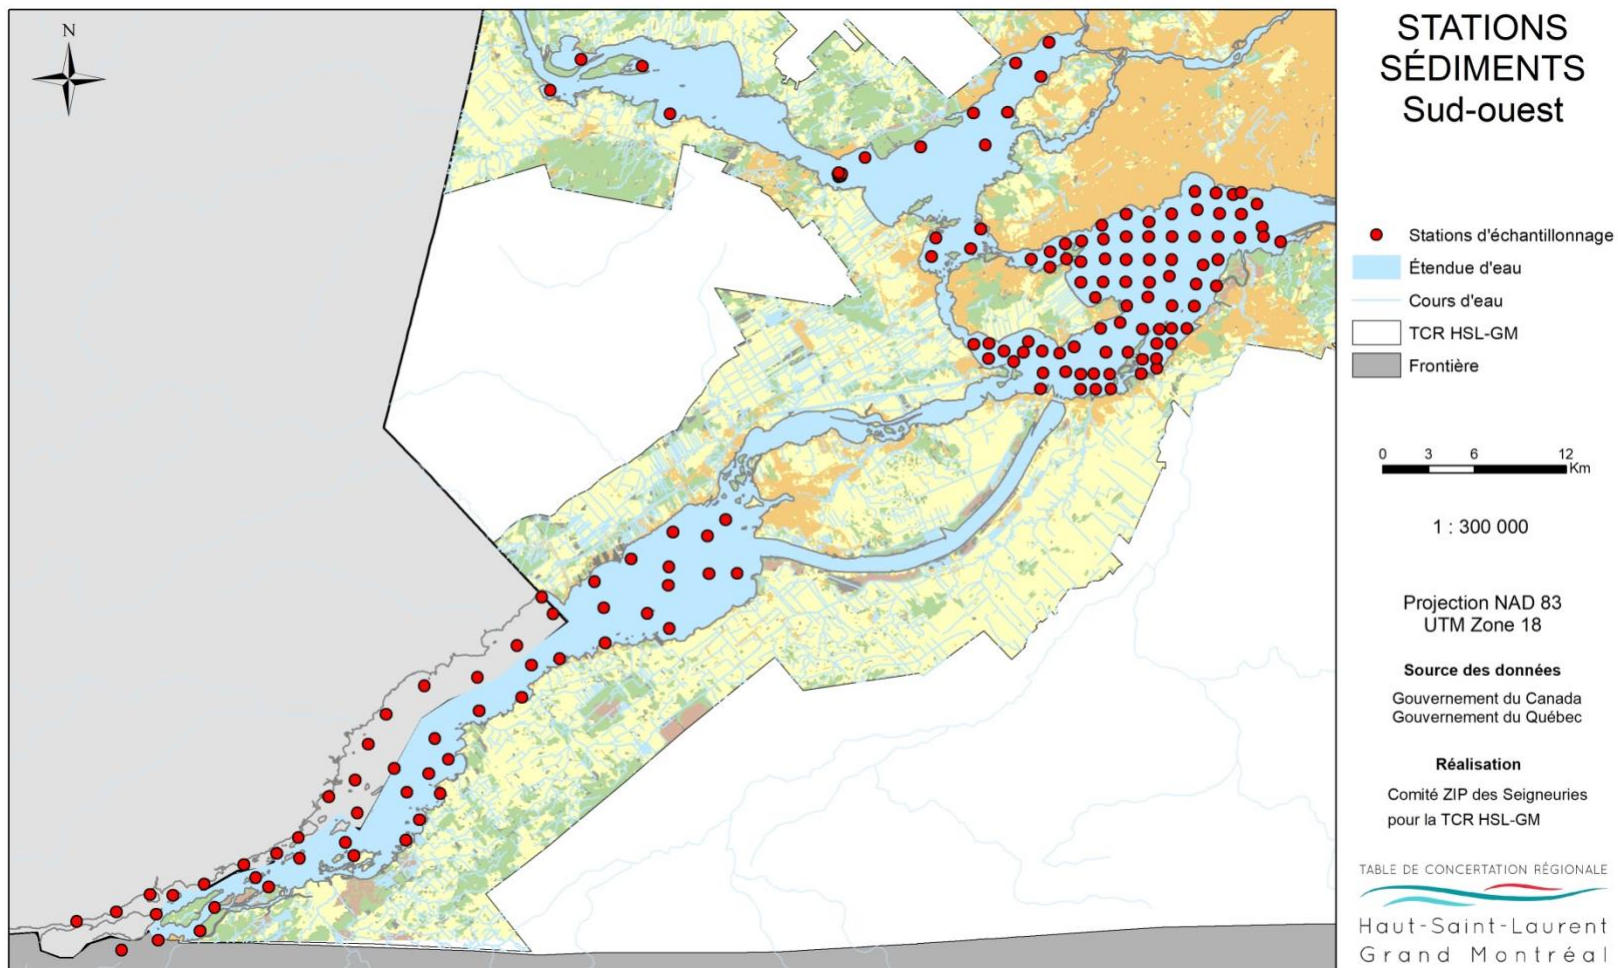 N
STATIONS
SÉDIMENTS
Sud-ouest
Stations d'échantillonnage
Étendue d'eau
Cours d'eau
TCR HSL-GM
Frontière
0 3 6 12
Km
1 : 300 000
Projection NAD 83
UTM Zone 18
Source des données
Gouvernement du Canada
Gouvernement du Québec
Réalisation
Comité ZIP des Seigneuries
pour la TCR HSL-GM
TABLE DE CONCERTATION RÉGIONALE
Haut-Saint-Laurent
Grand Montréal